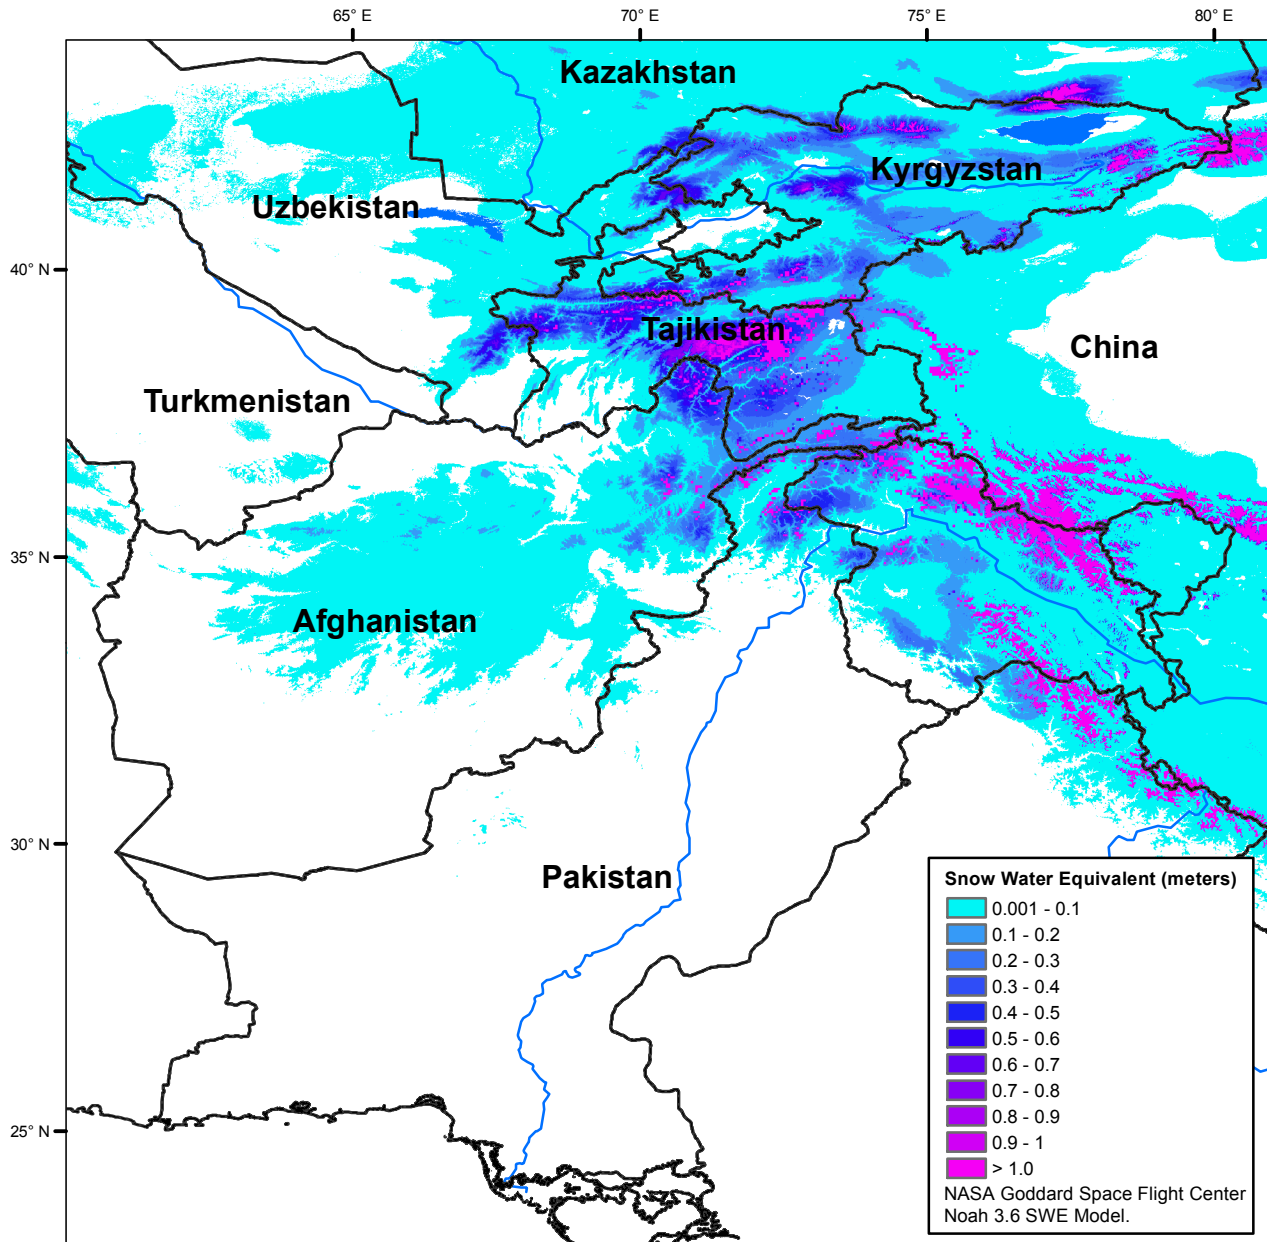 65° E
70° E
75° E
80° E
Kazakhstan
Kyrgyzstan
Uzbekistan
40° N
Tajikistan
China
Turkmenistan
35° N
Afghanistan
30° N
Pakistan
25° N
Snow Water Equivalent (meters)
0.001 - 0.1
0.1 - 0.2
0.2 - 0.3
0.3 - 0.4
0.4 - 0.5
0.5 - 0.6
0.6 - 0.7
0.7 - 0.8
0.8 - 0.9
0.9 - 1
> 1.0
NASA Goddard Space Flight Center
Noah 3.6 SWE Model.